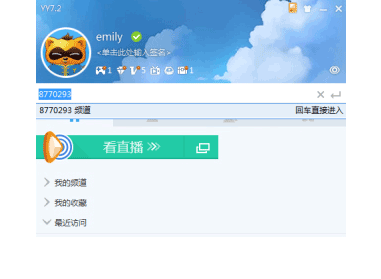 YY7.2
emily
<单击此处输入签名>
1 5 1
8770293
8770293 频道 回车直接进入
看直播
我的频道
我的收藏
最近访问